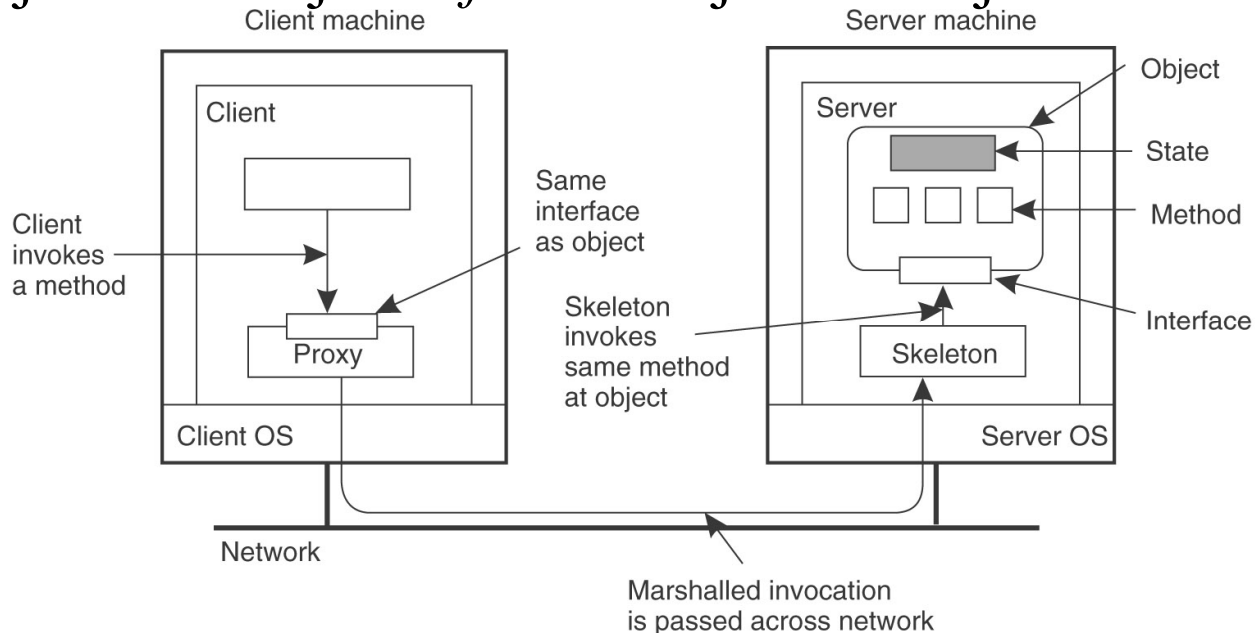 Client machine
Server machine
Object
Client
Server
State
Same
interface
as object
Method
Client
invokes
a method
Skeleton
invokes
same method
at object
Interface
Proxy
Skeleton
Client OS
Server OS
Network
Marshalled invocation
is passed across network